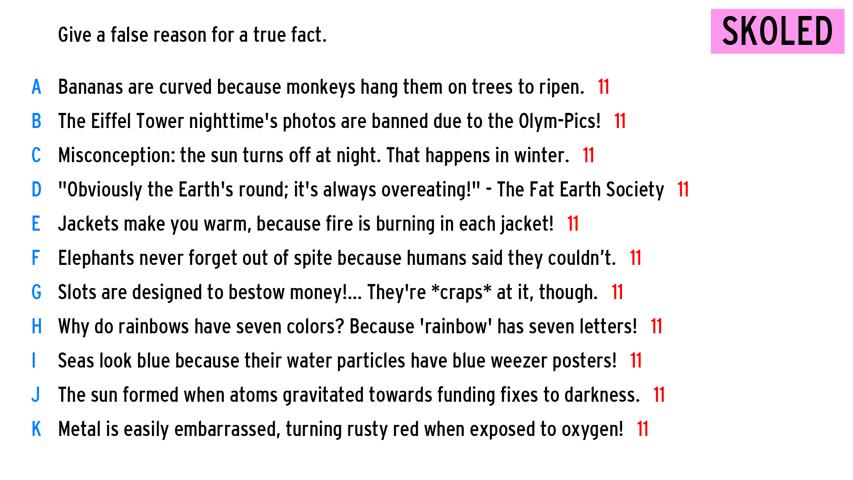 Give a false reason for a true fact.
SKOLED
A Bananas are curved because monkeys hang them on trees to ripen. 11
B The Eiffel Tower nighttime's photos are banned due to the Olym-Pics! 11
C Misconception: the sun turns off at night. That happens in winter. 11
D "Obviously the Earth's round; it's always overeating!" - The Fat Earth Society 11
E Jackets make you warm, because fire is burning in each jacket! 11
F Elephants never forget out of spite because humans said they couldn’t. 11
G Slots are designed to bestow money!... They're *craps* at it, though. 11
H Why do rainbows have seven colors? Because 'rainbow' has seven letters! 11
I Seas look blue because their water particles have blue weezer posters! 11
J The sun formed when atoms gravitated towards funding fixes to darkness. 11
K Metal is easily embarrassed, turning rusty red when exposed to oxygen! 11